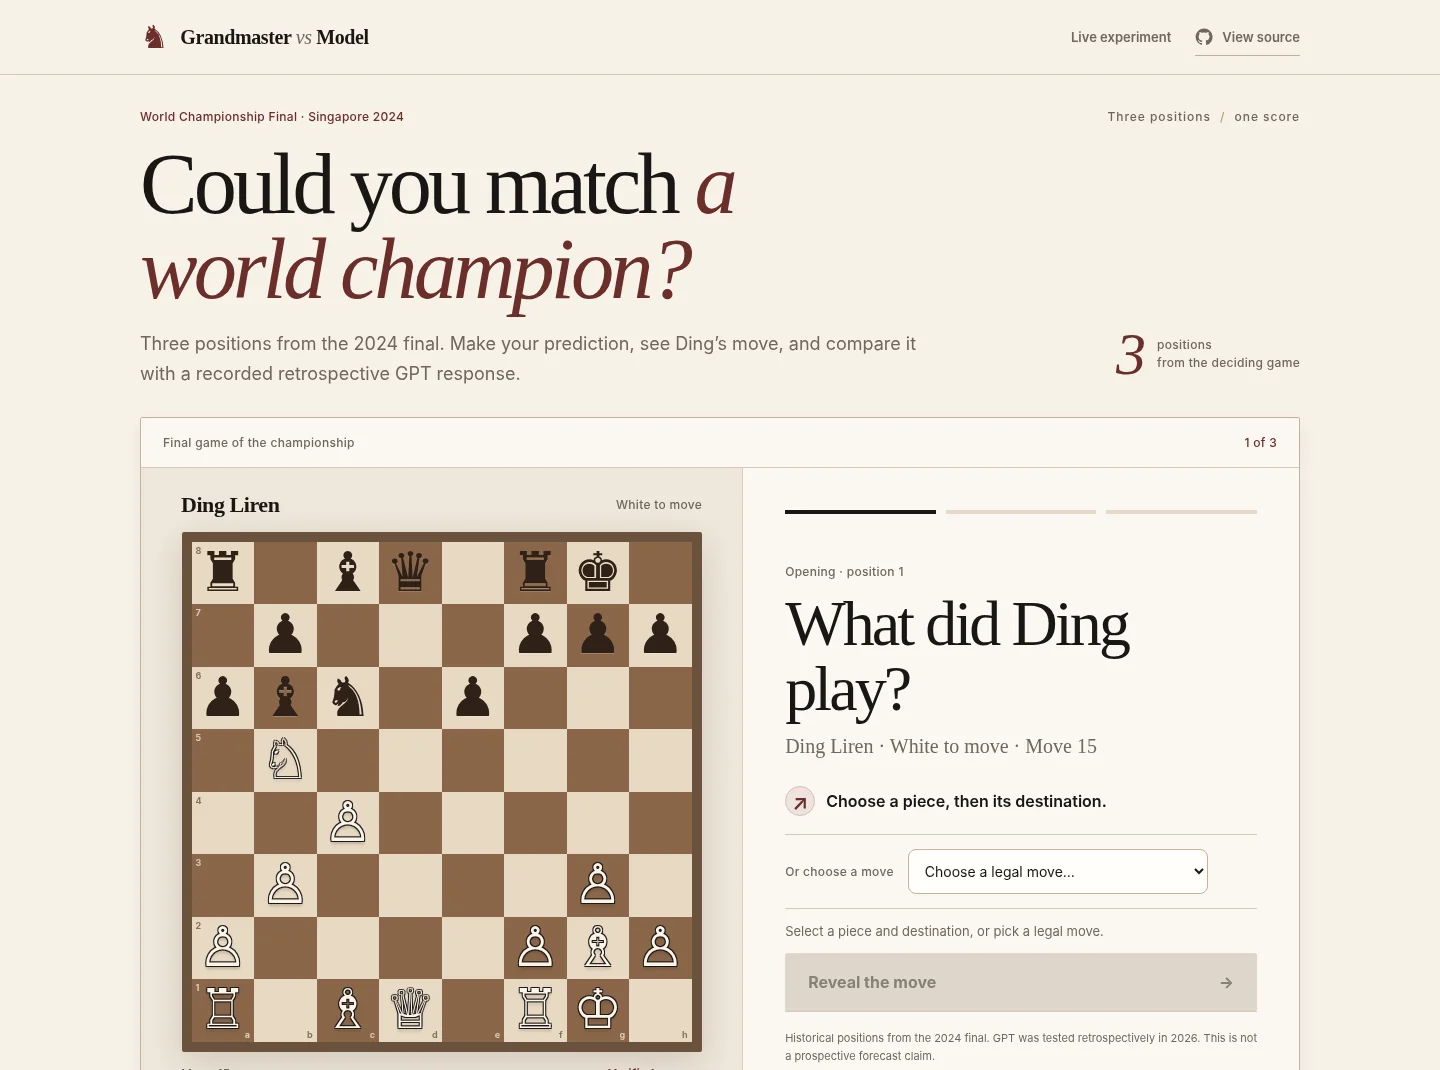 Grandmaster vs Model
Live experiment
View source
World Championship Final · Singapore 2024
Three positions / one score
Could you match a
world champion?
Three positions from the 2024 final. Make your prediction, see Ding’s move, and compare it
with a recorded retrospective GPT response.
3
positions
from the deciding game
Final game of the championship
1 of 3
Ding Liren
White to move
8
7
6
5
4
3
2
1
a
b
c
d
e
f
g
h
Opening · position 1
What did Ding
play?
Ding Liren · White to move · Move 15
Choose a piece, then its destination.
Or choose a move
Choose a legal move...
Select a piece and destination, or pick a legal move.
Reveal the move
Historical positions from the 2024 final. GPT was tested retrospectively in 2026. This is not
a prospective forecast claim.